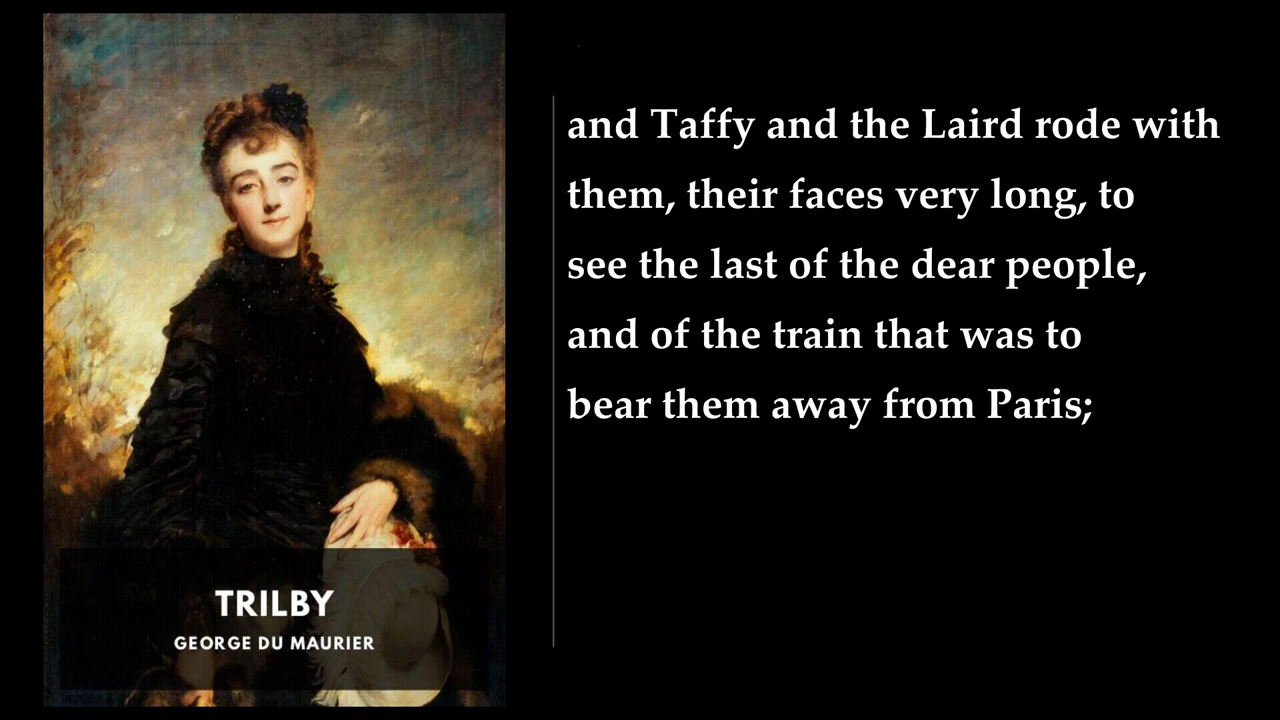 TRILBY
GEORGE DU MAURIER
and Taffy and the Laird rode with
them, their faces very long, to
see the last of the dear people,
and of the train that was to
bear them away from Paris;